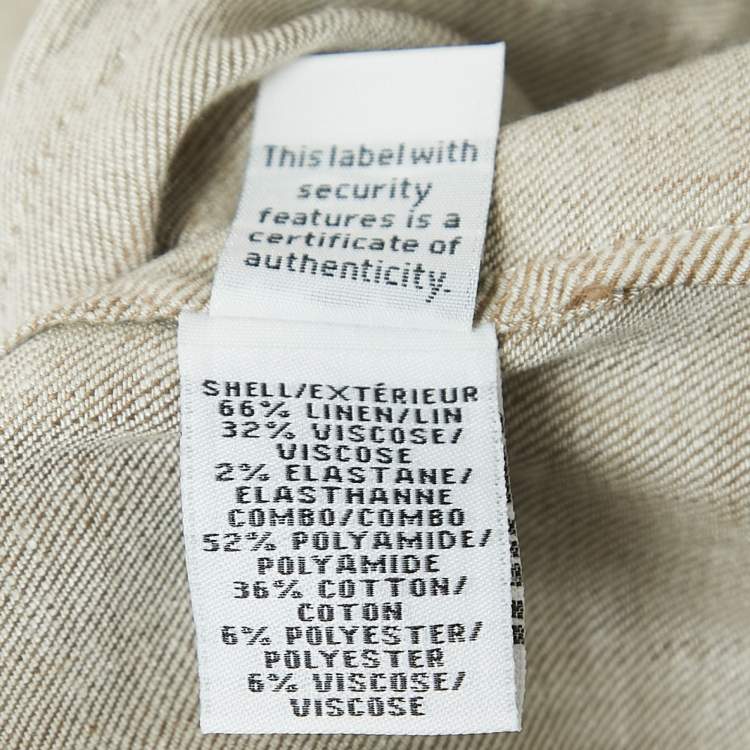 This label with
security
features is a
certificate of
authenticity.
SHELL/EXTÉRIEUR
66% LINEN/LIN
32% VISCOSE/
VISCOSE
2% ELASTANE/
ELASTHANNE
COMBO/COMBO
52% POLYAMIDE/
POLYAMIDE
36% COTTON/
COTON
6% POLYESTER/
POLYESTER
6% VISCOSE/
VISCOSE